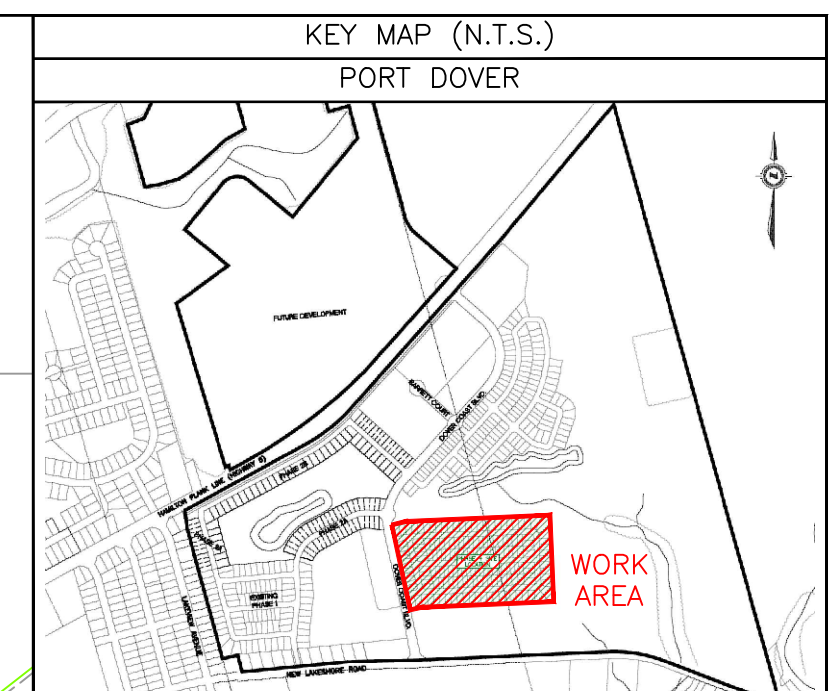 KEY MAP (N.T.S.)
PORT DOVER
FUTURE DEVELOPMENT
BARRETT COURT
DOVER COAST BLVD.
HAMILTON PLANK LINE (HIGHWAY 6)
PHASE 2B
PHASE 2A
EXISTING
PHASE 1
LAKEVIEW AVENUE
DOVER COAST BLVD.
LOCATION
WORK
AREA
NEW LAKESHORE ROAD